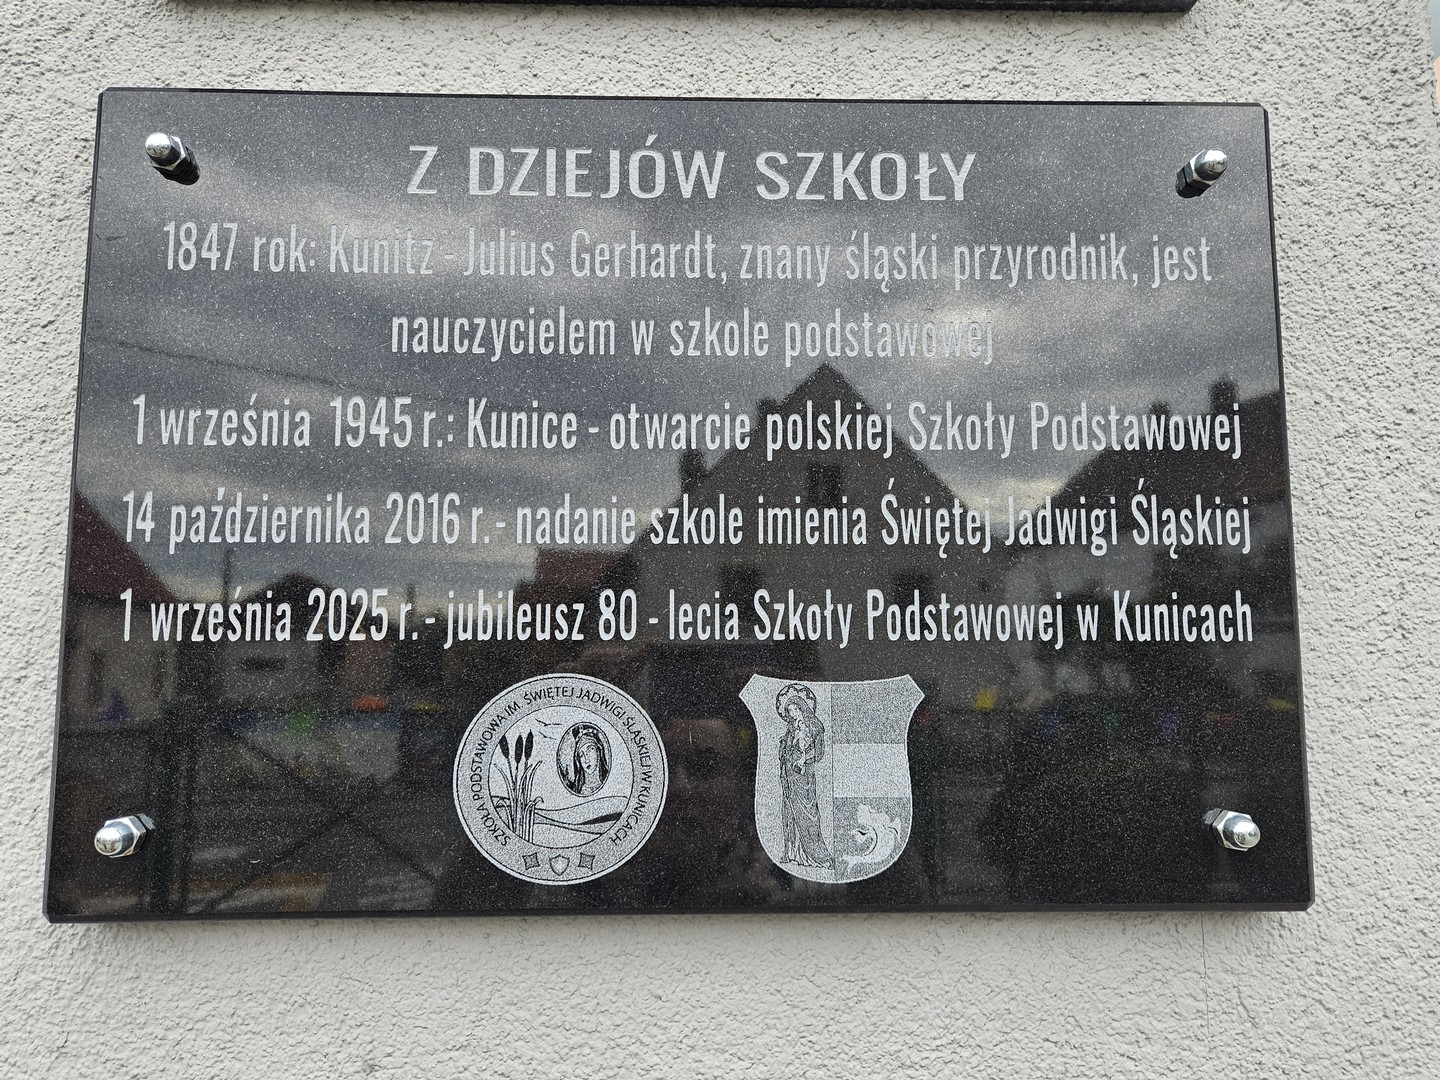 Z DZIEJÓW SZKOŁY
1847 rok: Kunitz - Julius Gerhardt, znany śląski przyrodnik, jest
nauczycielem w szkole podstawowej
1 września 1945 r.: Kunice - otwarcie polskiej Szkoły Podstawowej
14 października 2016 r. - nadanie szkole imienia Świętej Jadwigi Śląskiej
1 września 2025 r. - jubileusz 80 - lecia Szkoły Podstawowej w Kunicach
SZKOŁA PODSTAWOWA IM. ŚWIĘTEJ JADWIGI ŚLĄSKIEJ W KUNICACH